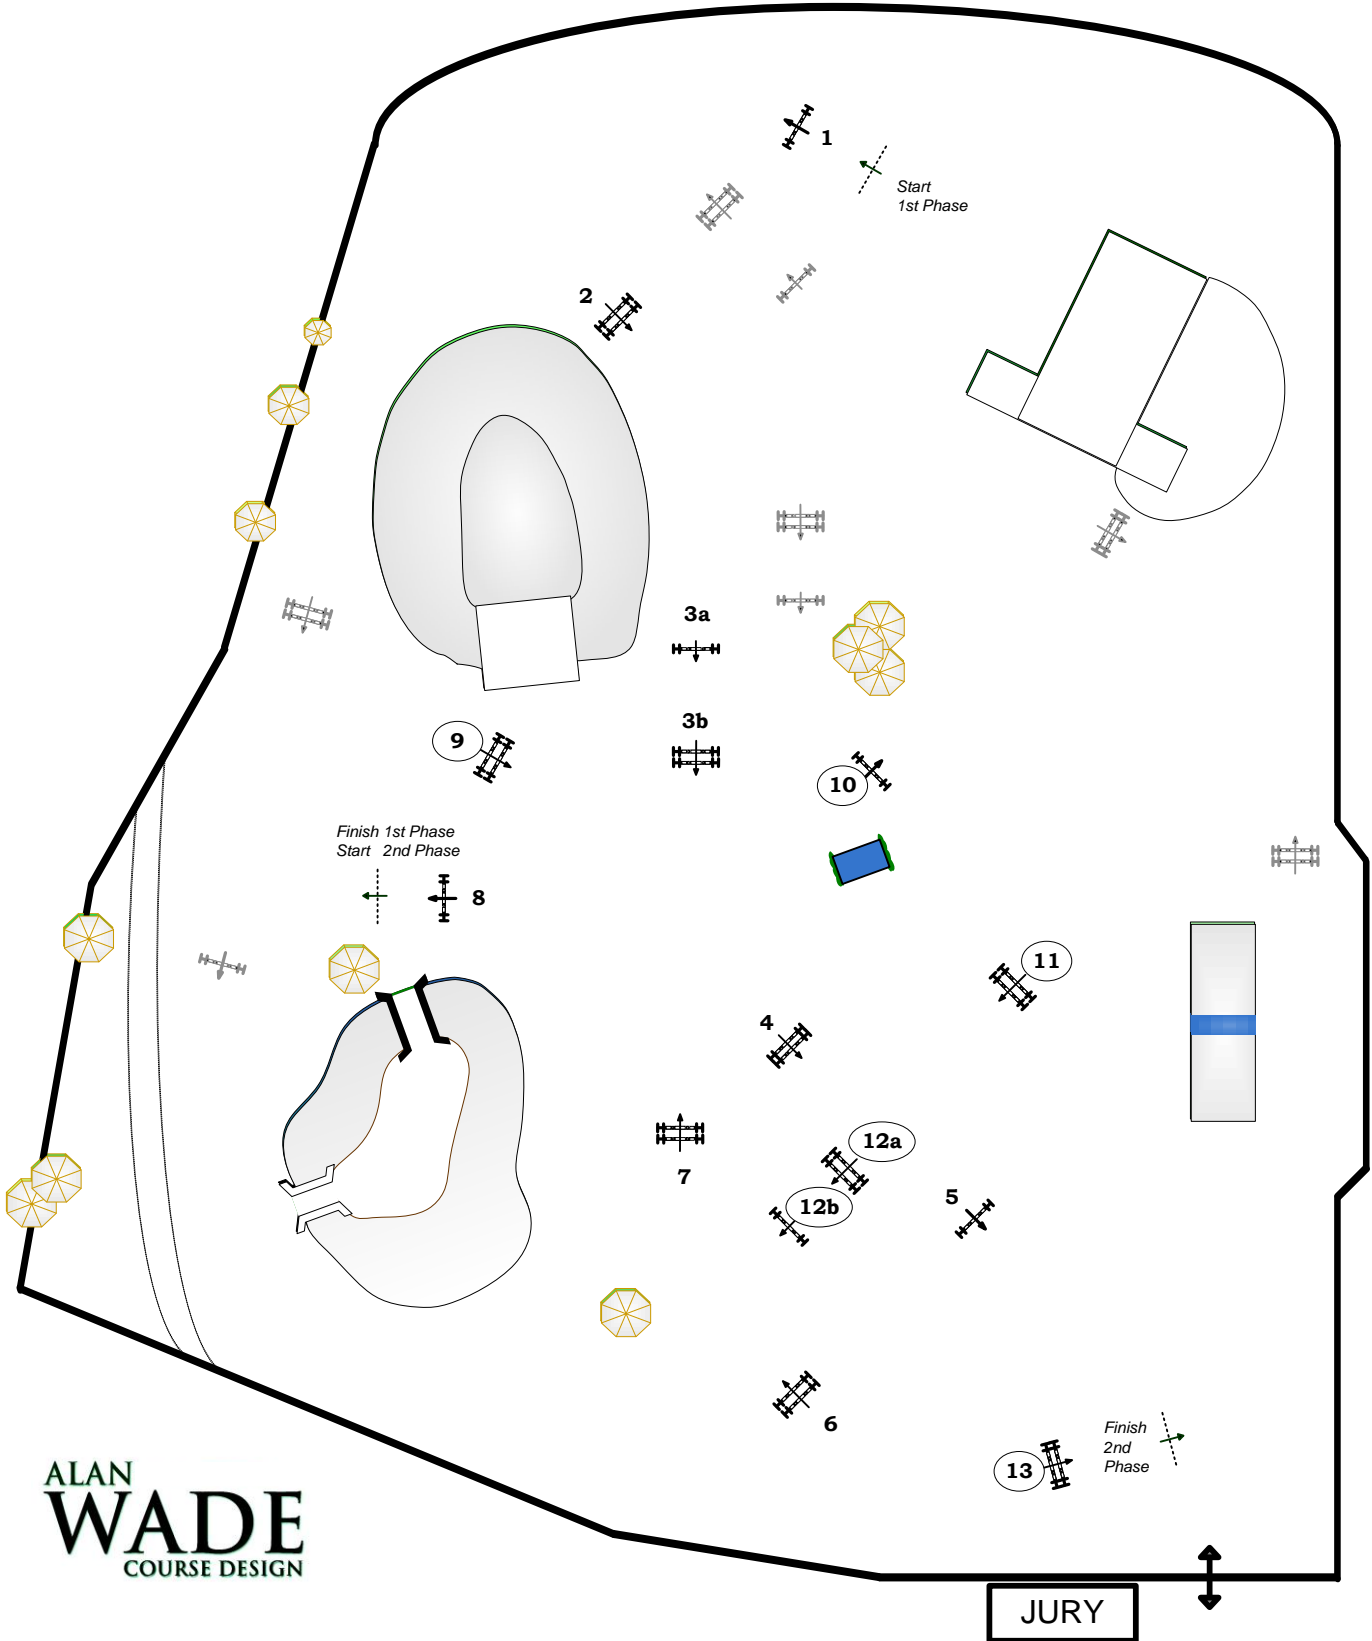 1
Start
1st Phase
2
3a
3b
9
10
Finish 1st Phase
Start 2nd Phase
8
11
4
12a
7
5
12b
6
Finish
2nd
Phase
13
ALAN
WADE
COURSE DESIGN
JURY